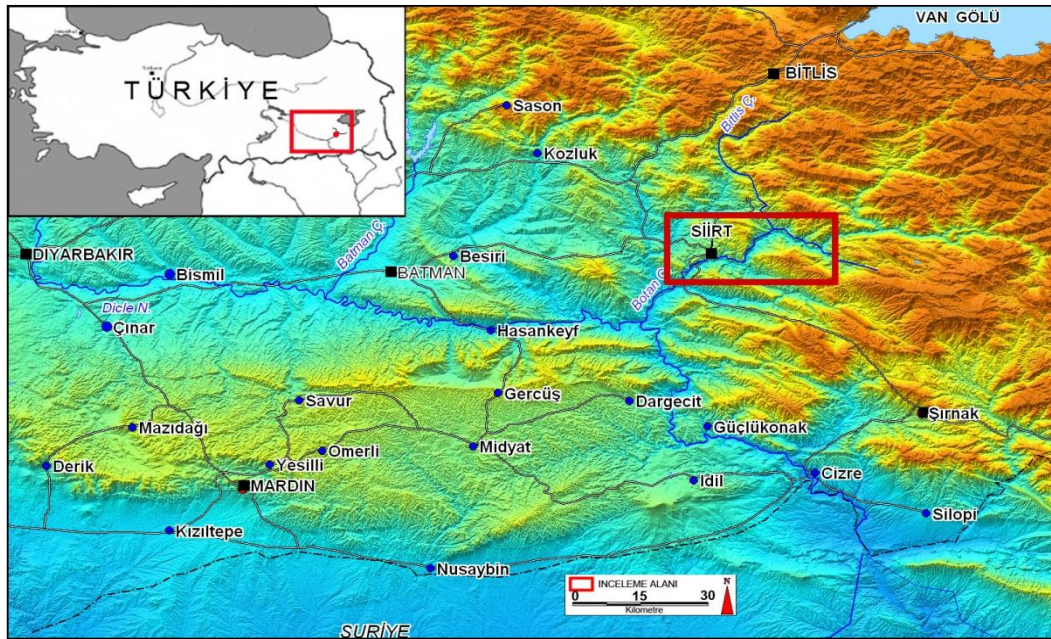 VAN GÖLÜ
TÜRKİYE
BİTLİS
Bitlis Ç.
Sason
Kozluk
SİİRT
DİYARBAKIR
Batman Ç.
Besiri
BATMAN
Bismil
Botan Ç.
Dicle N.
Çınar
Hasankeyf
Gercüş
Savur
Dargecit
Şırnak
Mazıdağı
Güçlükonak
Midyat
Omerli
Derik
Yesilli
MARDIN
Idil
Cizre
Silopi
Kızıltepe
Nusaybin
INCELEME ALANI
N
0 15 30
Kilometre
SURİYE